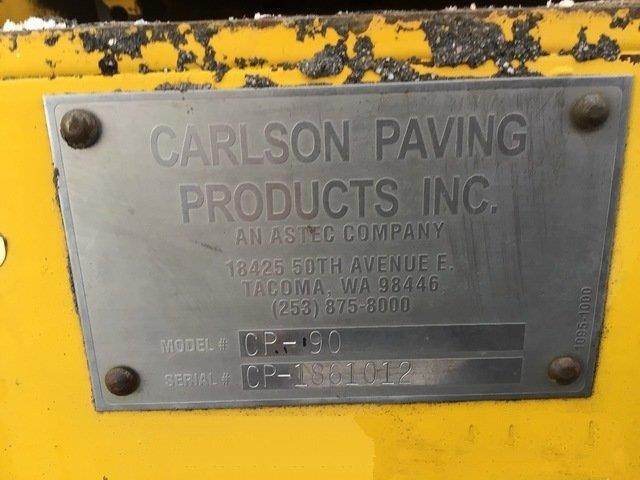 CARLSON PAVING
PRODUCTS INC.
AN ASTEC COMPANY
18425 50TH AVENUE E.
TACOMA, WA 98446
(253) 875-8000
MODEL # CP-90
SERIAL # CP-1861012
1095-1000